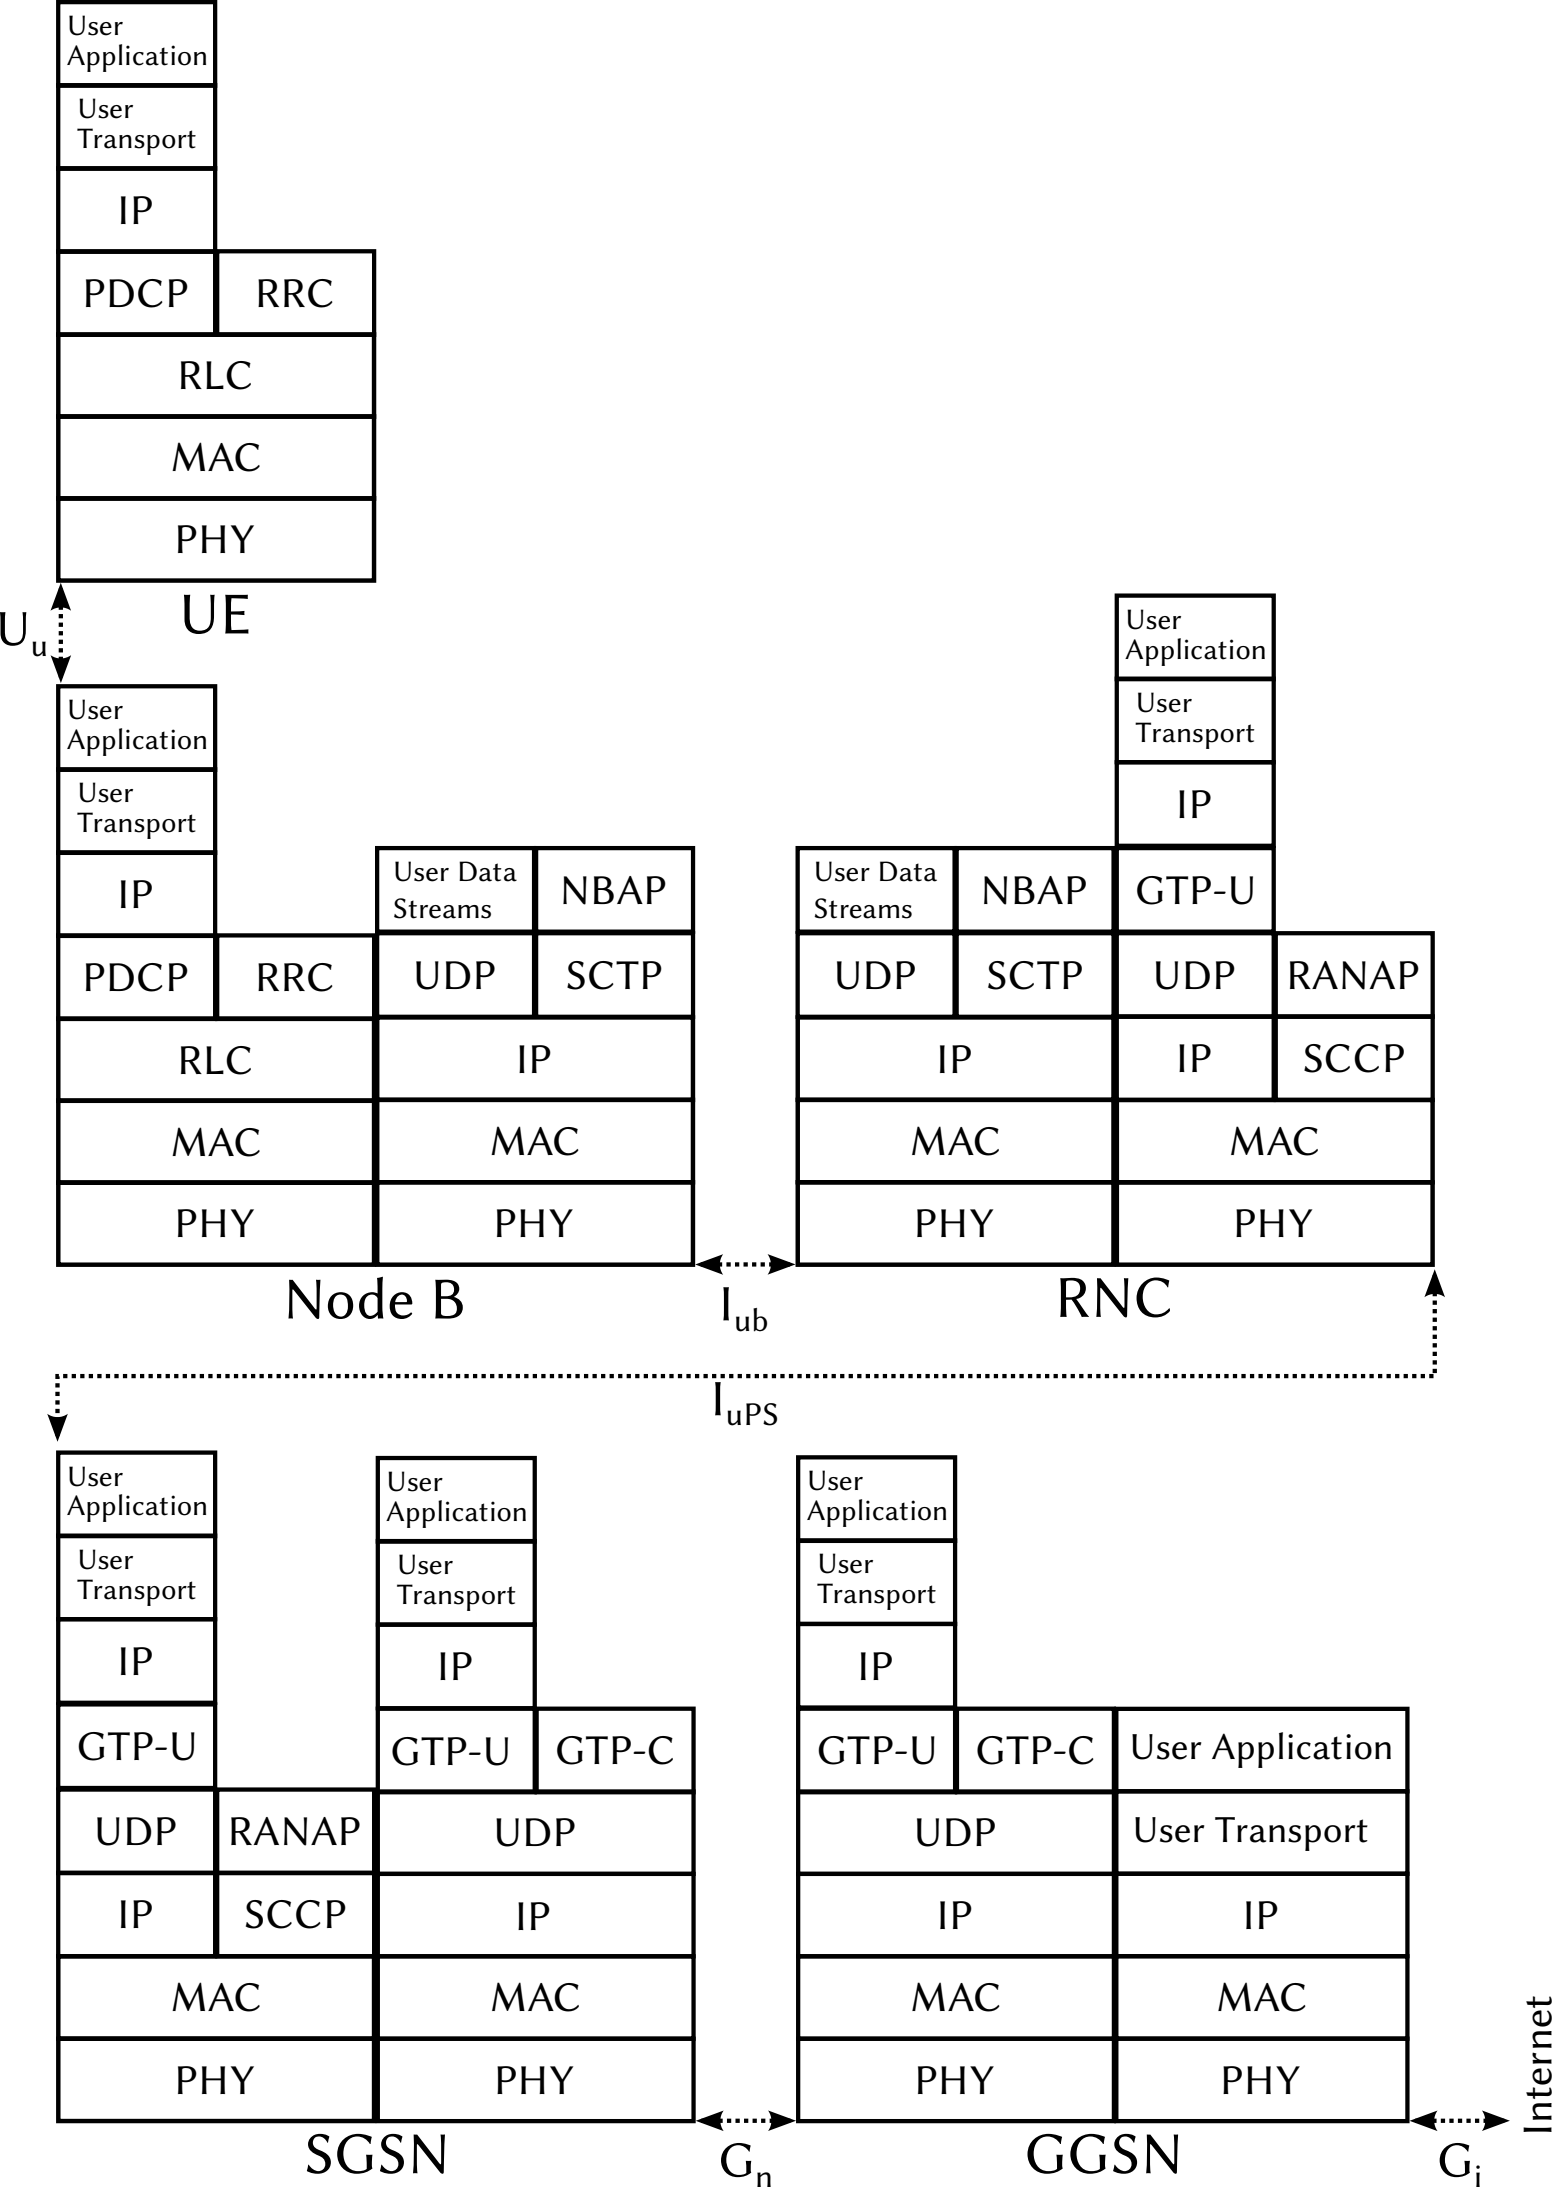 User
Application
User
Transport
IP
PDCP RRC
RLC
MAC
PHY
UE
Uu
User
Application
User
Transport
IP
PDCP RRC
RLC
MAC
PHY
User Data
Streams
NBAP
UDP SCTP
IP
MAC
PHY
Node B
Iub
User Data
Streams
NBAP
UDP SCTP
IP
MAC
PHY
User
Application
User
Transport
IP
GTP-U
UDP RANAP
IP SCCP
MAC
PHY
RNC
IuPS
User
Application
User
Transport
IP
GTP-U
UDP RANAP
IP SCCP
MAC
PHY
User
Application
User
Transport
IP
GTP-U GTP-C
UDP
IP
MAC
PHY
SGSN
Gn
User
Application
User
Transport
IP
GTP-U GTP-C
UDP
IP
MAC
PHY
User Application
User Transport
IP
MAC
PHY
GGSN
Gi
Internet